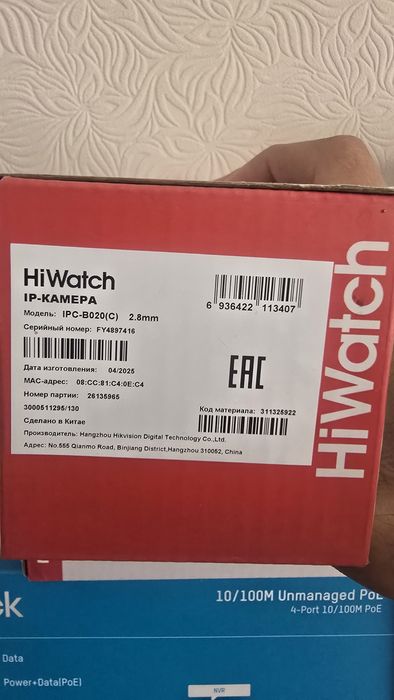 HiWatch
IP-КАМЕРА
Модель: IPC-B020(C) 2.8mm
Серийный номер: FY4897416
6 936422 113407
Дата изготовления: 04/2025
MAC-адрес: 08:CC:81:C4:0E:C4
Номер партии: 26135965
3000511295/130
Сделано в Китае
EAC
Код материала: 311325922
Производитель: Hangzhou Hikvision Digital Technology Co.,Ltd.
Адрес: No.555 Qianmo Road, Binjiang District,Hangzhou 310052, China
HiWatch
10/100M Unmanaged PoE
4-Port 10/100M PoE
Data
Power+Data(PoE)
NVR